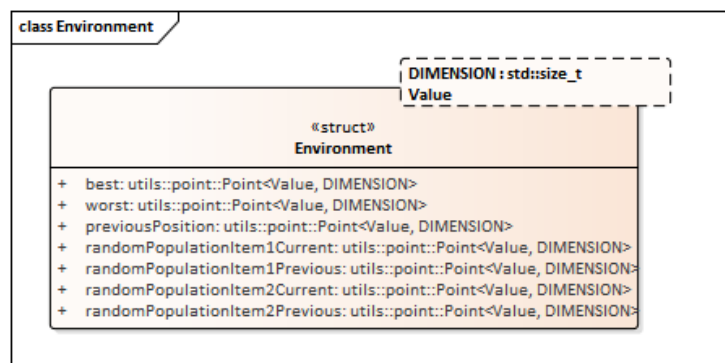 class Environment
DIMENSION : std::size_t
Value
«struct»
Environment
+ best: utils::point::Point<Value, DIMENSION>
+ worst: utils::point::Point<Value, DIMENSION>
+ previousPosition: utils::point::Point<Value, DIMENSION>
+ randomPopulationItem1Current: utils::point::Point<Value, DIMENSION>
+ randomPopulationItem1Previous: utils::point::Point<Value, DIMENSION>
+ randomPopulationItem2Current: utils::point::Point<Value, DIMENSION>
+ randomPopulationItem2Previous: utils::point::Point<Value, DIMENSION>